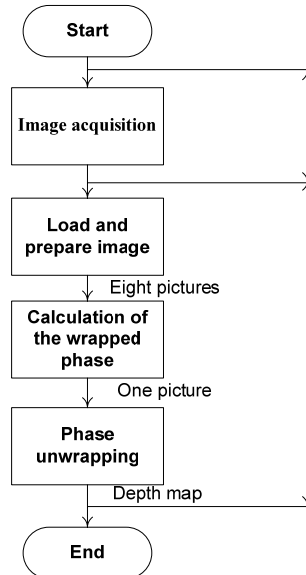 Start
Image acquisition
Load and
prepare image
Eight pictures
Calculation of
the wrapped
phase
One picture
Phase
unwrapping
Depth map
End